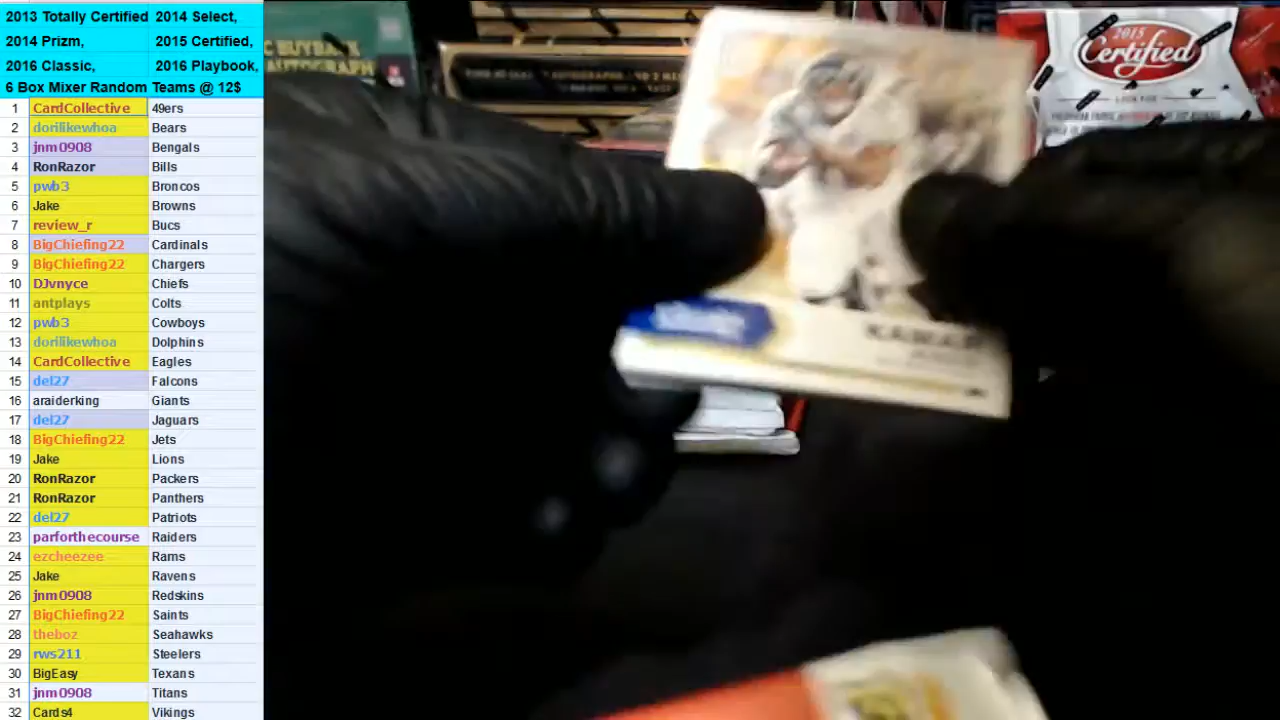 2013 Totally Certified 2014 Select,
2014 Prizm, 2015 Certified,
2016 Classic, 2016 Playbook,
6 Box Mixer Random Teams @ 12$
1 CardCollective 49ers
2 dorilikewhoa Bears
3 jnm0908 Bengals
4 RonRazor Bills
5 pwb3 Broncos
6 Jake Browns
7 review_r Bucs
8 BigChiefing22 Cardinals
9 BigChiefing22 Chargers
10 DJvnyce Chiefs
11 antplays Colts
12 pwb3 Cowboys
13 dorilikewhoa Dolphins
14 CardCollective Eagles
15 del27 Falcons
16 araiderking Giants
17 del27 Jaguars
18 BigChiefing22 Jets
19 Jake Lions
20 RonRazor Packers
21 RonRazor Panthers
22 del27 Patriots
23 parforthecourse Raiders
24 ezcheezee Rams
25 Jake Ravens
26 jnm0908 Redskins
27 BigChiefing22 Saints
28 theboz Seahawks
29 rws211 Steelers
30 BigEasy Texans
31 jnm0908 Titans
32 Cards4 Vikings
BUYBACK
AUTOGRAPH
2015
Certified
KAMAR